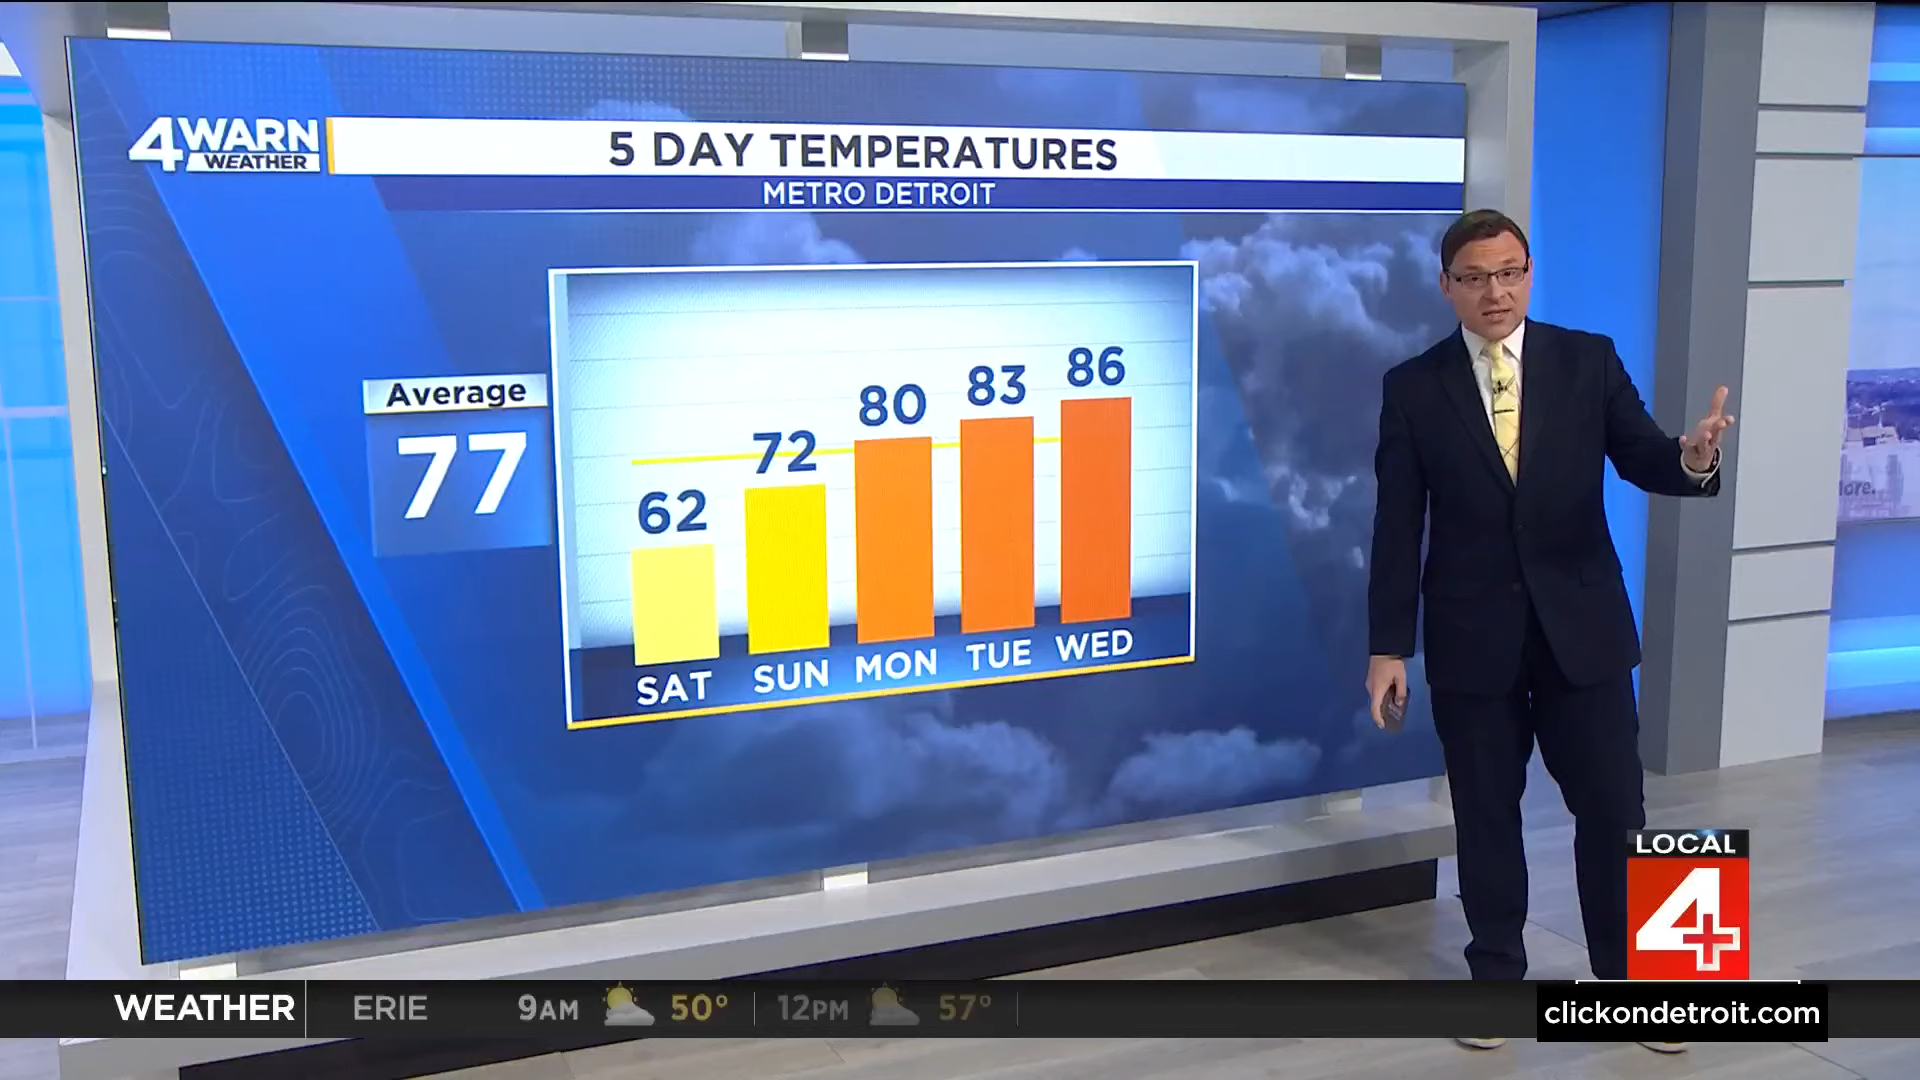 4WARN
WEATHER
5 DAY TEMPERATURES
METRO DETROIT
Average
77
62
72
80
83
86
SAT
SUN
MON
TUE
WED
LOCAL
4+
WEATHER
ERIE
9AM
50°
12PM
57°
clickondetroit.com